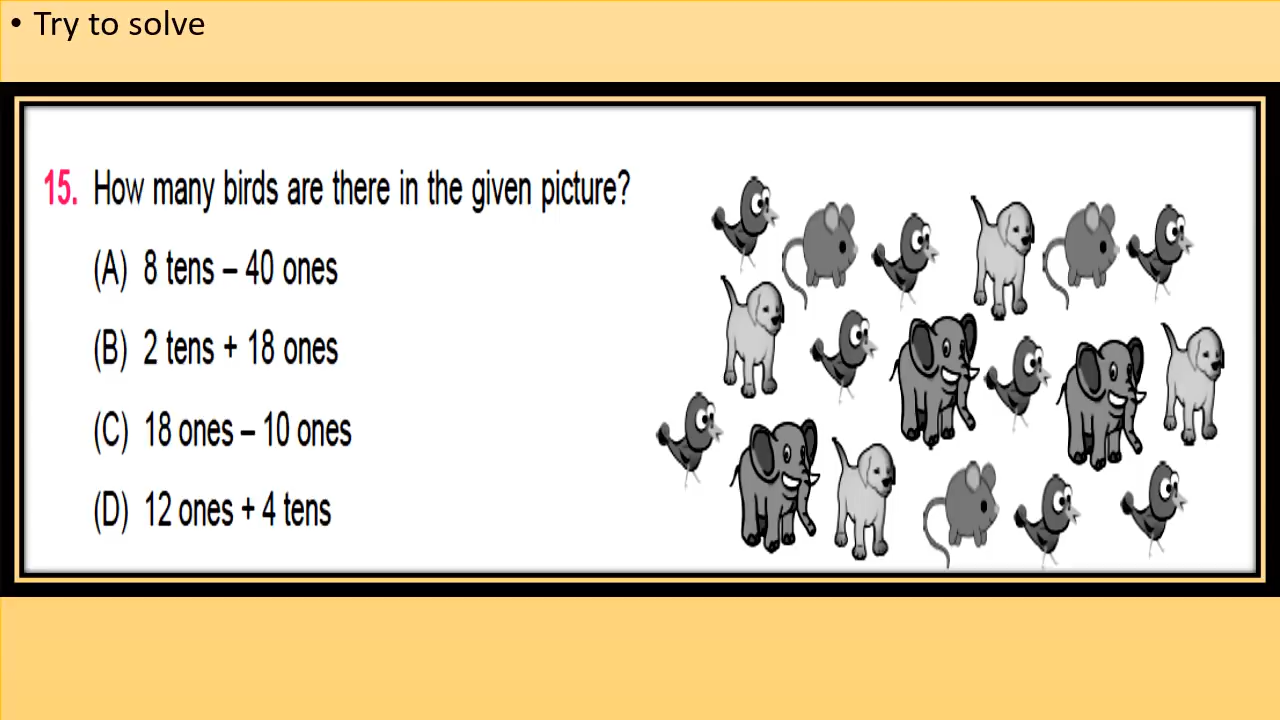 • Try to solve
15. How many birds are there in the given picture?
(A) 8 tens – 40 ones
(B) 2 tens + 18 ones
(C) 18 ones – 10 ones
(D) 12 ones + 4 tens